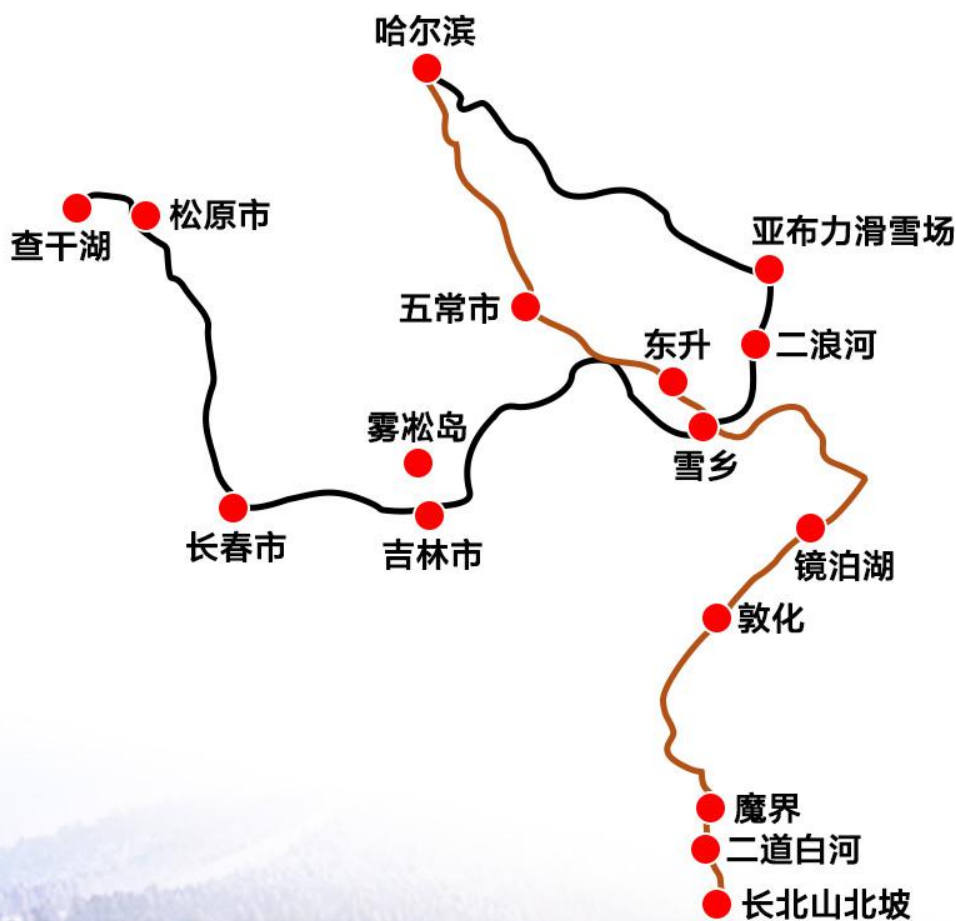 哈尔滨
松原市
查干湖
亚布力滑雪场
五常市
东升
二浪河
雾凇岛
雪乡
长春市
吉林市
镜泊湖
敦化
魔界
二道白河
长北山北坡